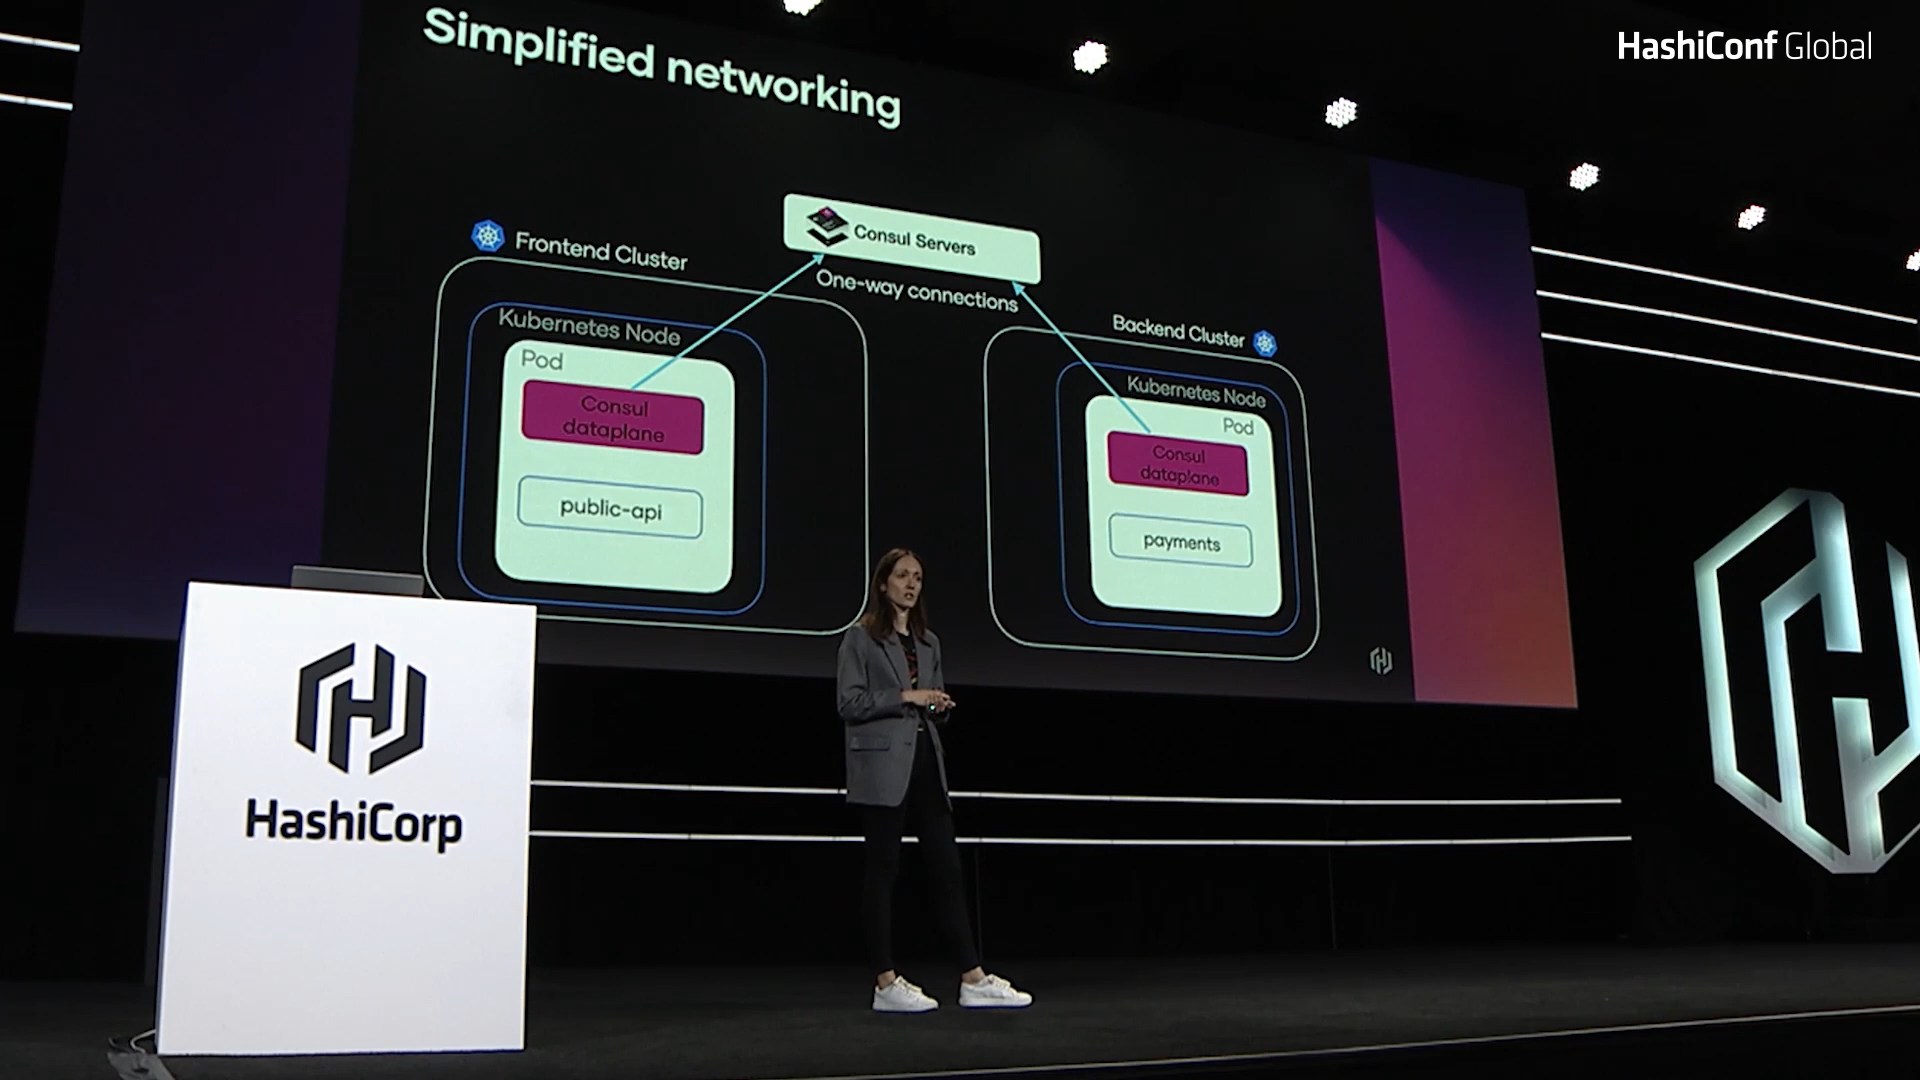 HashiConf Global
Simplified networking
Consul Servers
One-way connections
Frontend Cluster
Kubernetes Node
Pod
Consul
dataplane
public-api
Backend Cluster
Kubernetes Node
Pod
Consul
dataplane
payments
HashiCorp